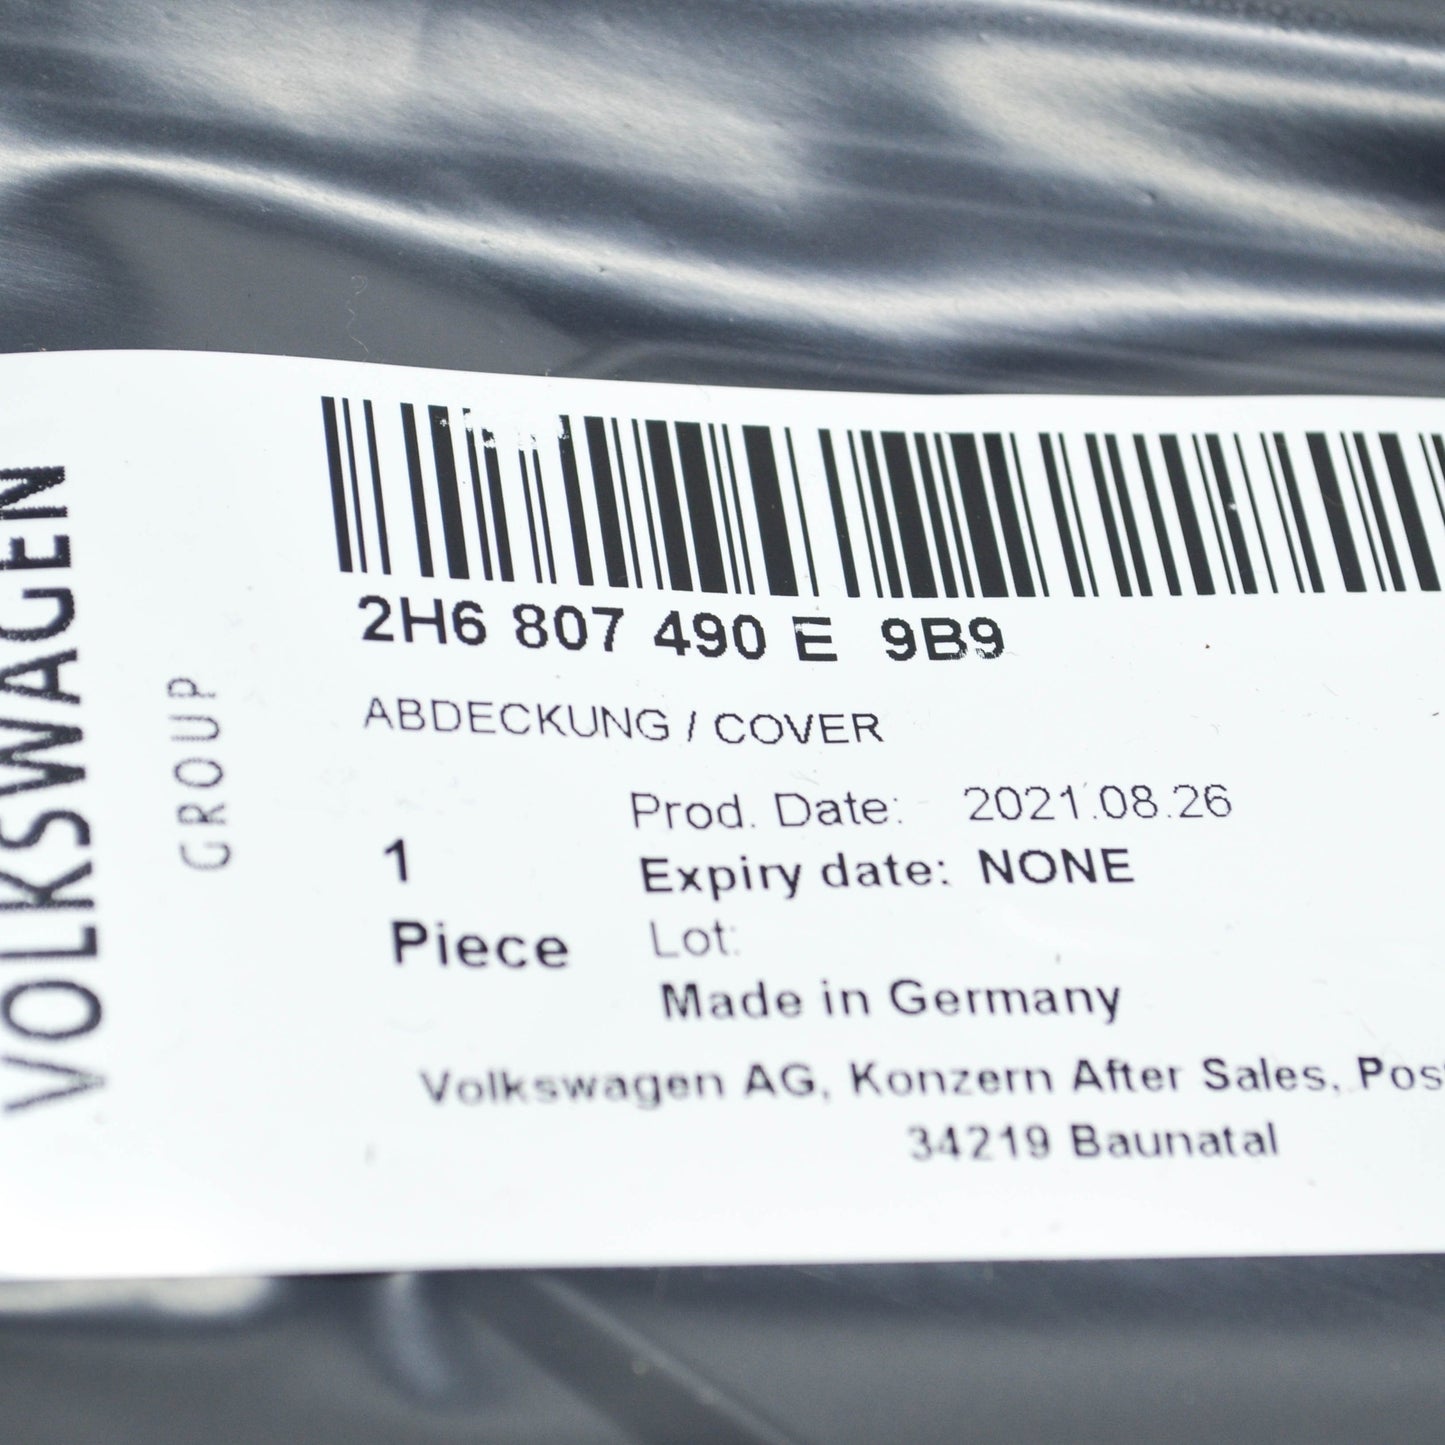 VOLKSWAGEN
GROUP
2H6 807 490 E 9B9
ABDECKUNG / COVER
Prod. Date: 2021.08.26
1
Expiry date: NONE
Piece
Lot:
Made in Germany
Volkswagen AG, Konzern After Sales,
34219 Baunatal